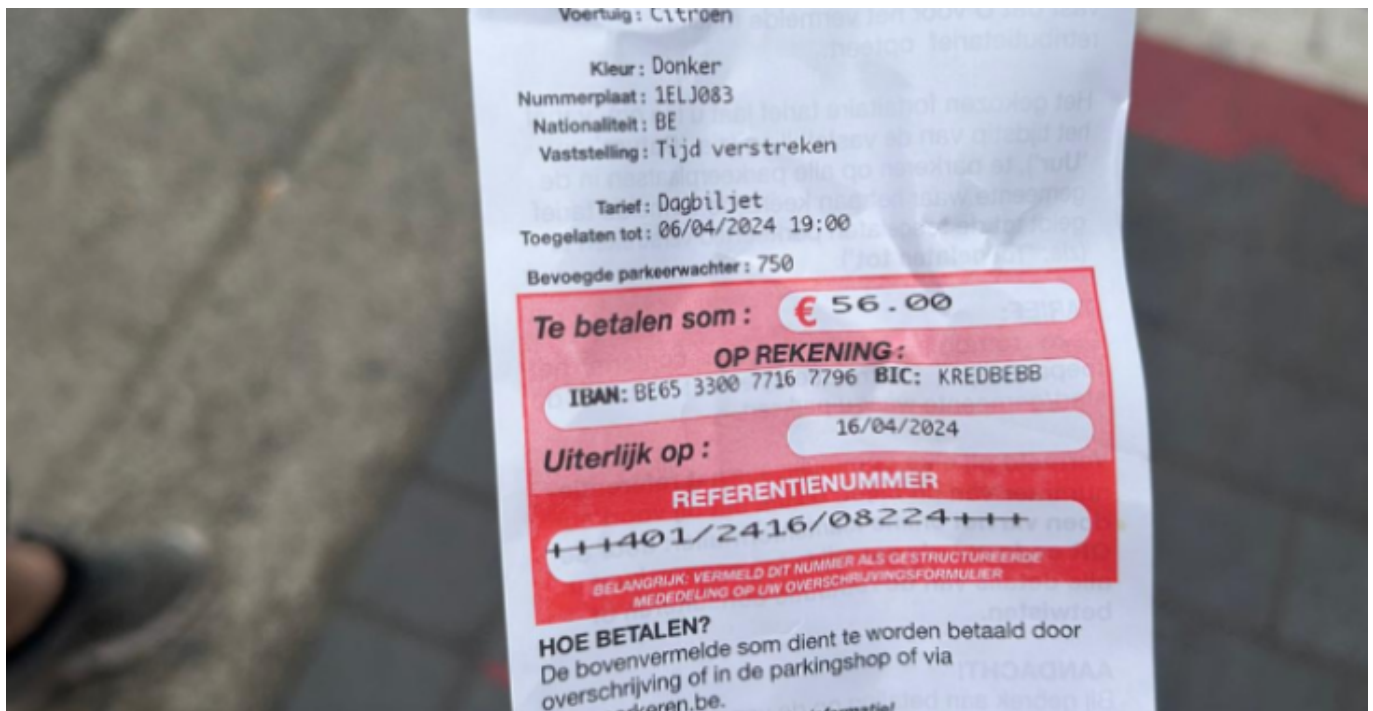 Voertuig: Citroën
Kleur: Donker
Nummerplaat: 1ELJ083
Nationaliteit: BE
Vaststelling: Tijd verstreken
Tarief: Dagbiljet
Toegelaten tot: 06/04/2024 19:00
Bevoegde parkeerwachter: 750
Te betalen som: € 56.00
OP REKENING:
IBAN: BE65 3300 7716 7796 BIC: KREDBEBB
Uiterlijk op: 16/04/2024
REFERENTIENUMMER
+++401/2416/08224+++
BELANGRIJK: VERMELD DIT NUMMER ALS GESTRUCTUREERDE
MEDEDELING OP UW OVERSCHRIJVINGSFORMULIER
HOE BETALEN?
De bovenvermelde som dient te worden betaald door
overschrijving of in de parkingshop of via